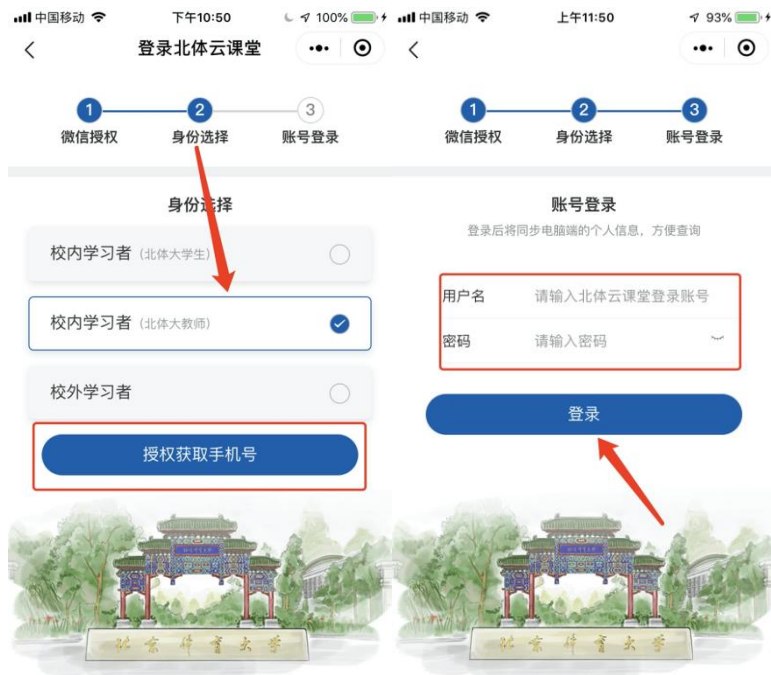 中国移动
下午10:50
100%
登录北体云课堂
1
2
3
微信授权
身份选择
账号登录
身份选择
校内学习者（北体大学生）
校内学习者（北体大教师）
校外学习者
授权获取手机号
北京体育大学
中国移动
上午11:50
93%
1
2
3
微信授权
身份选择
账号登录
账号登录
登录后将同步电脑端的个人信息，方便查询
用户名 请输入北体云课堂登录账号
密码 请输入密码
登录
北京体育大学